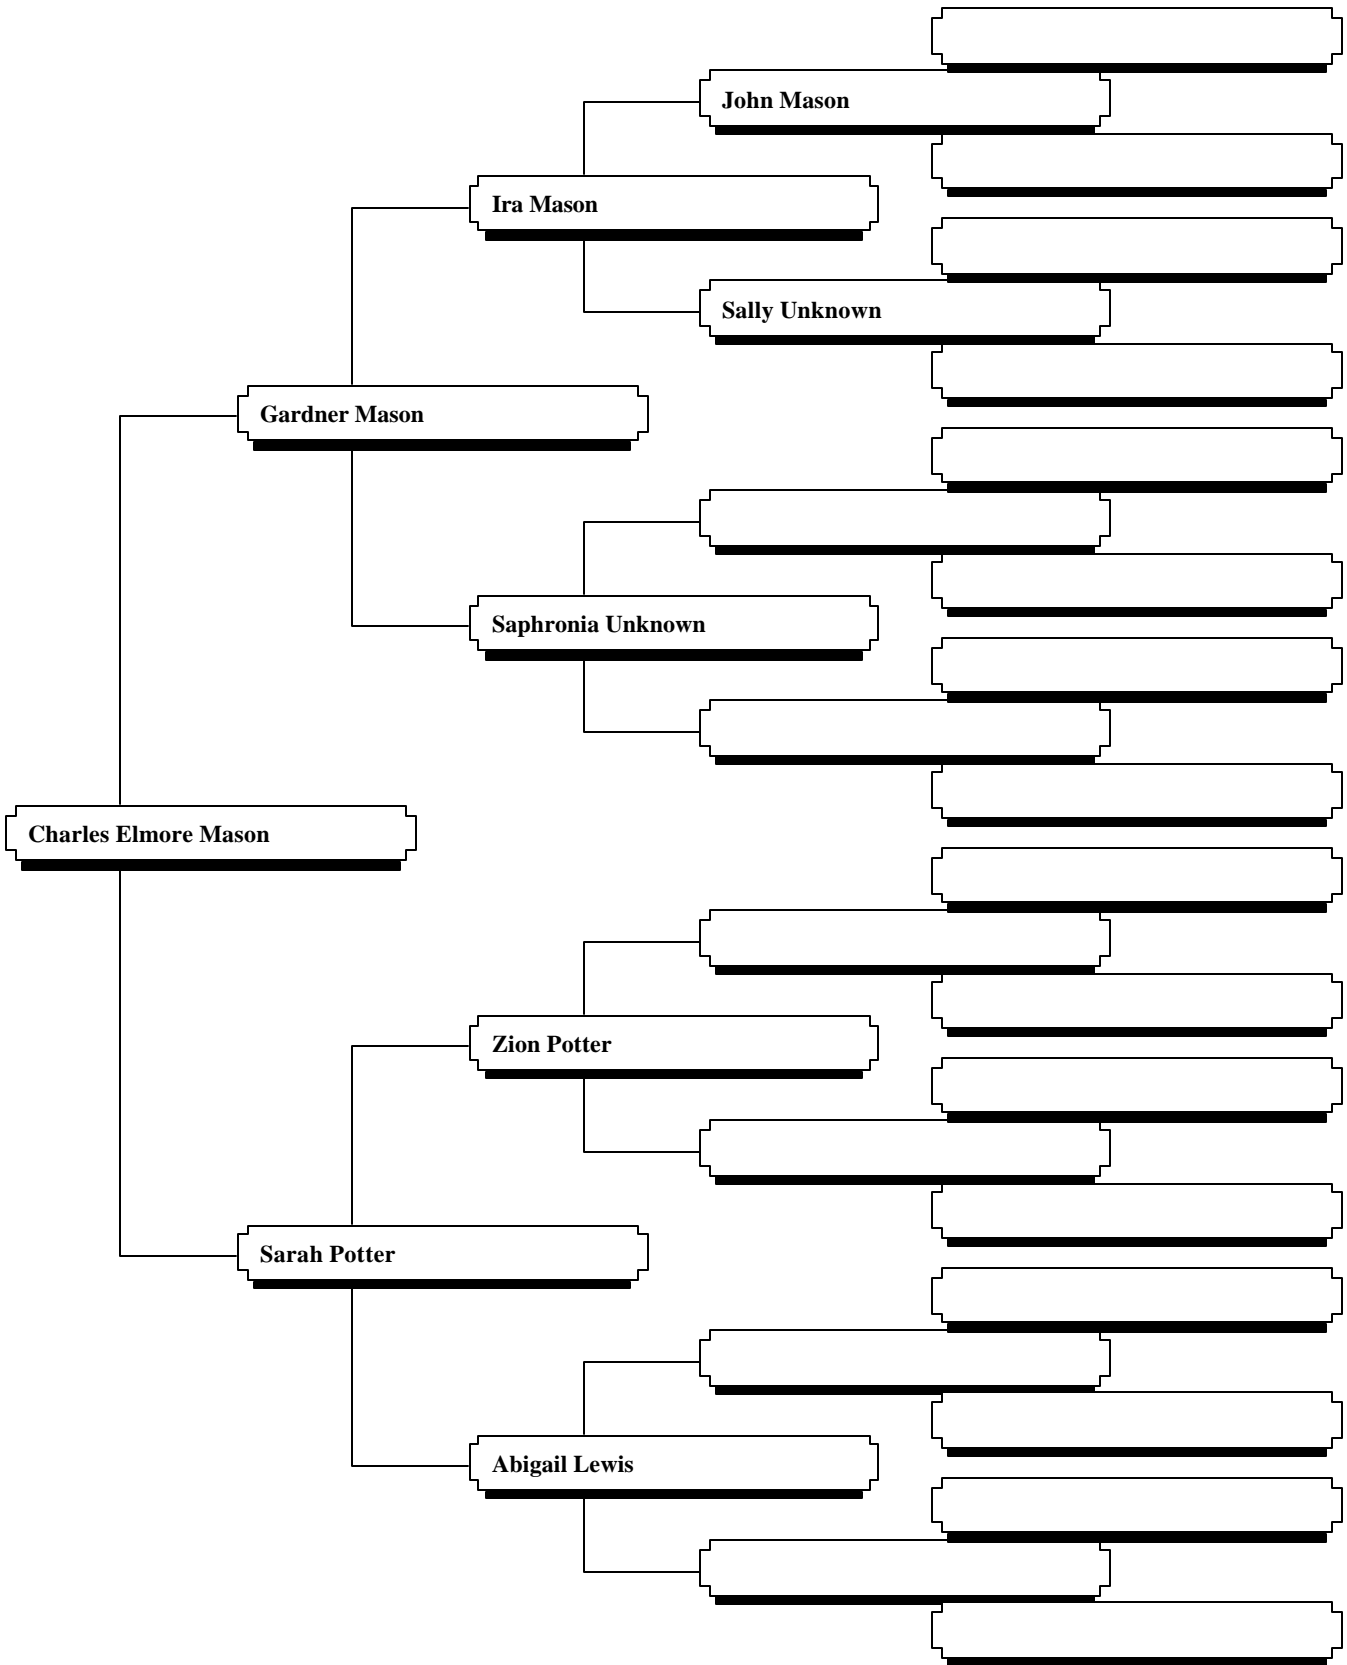 John Mason
Ira Mason
Sally Unknown
Gardner Mason
Saphronia Unknown
Charles Elmore Mason
Zion Potter
Sarah Potter
Abigail Lewis